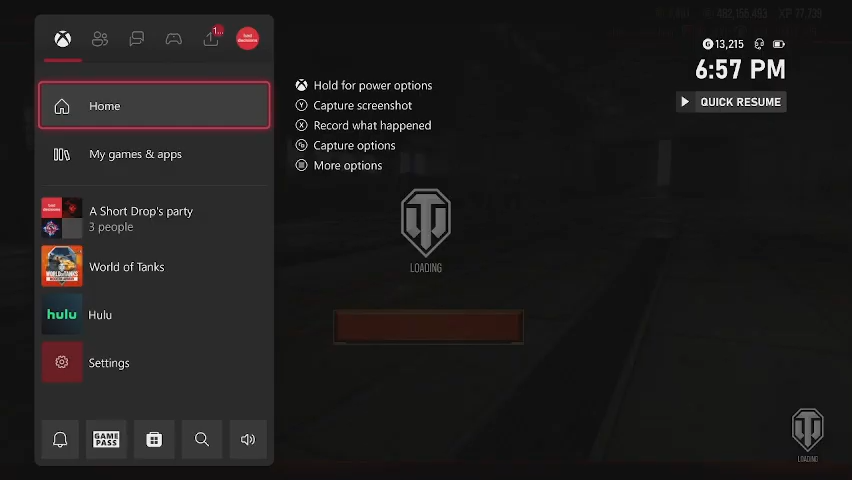 1...
Home
My games & apps
A Short Drop's party
3 people
World of Tanks
hulu
Hulu
Settings
GAME
PASS
Hold for power options
Capture screenshot
Record what happened
Capture options
More options
LOADING
G 13,215
6:57 PM
QUICK RESUME
LOADING